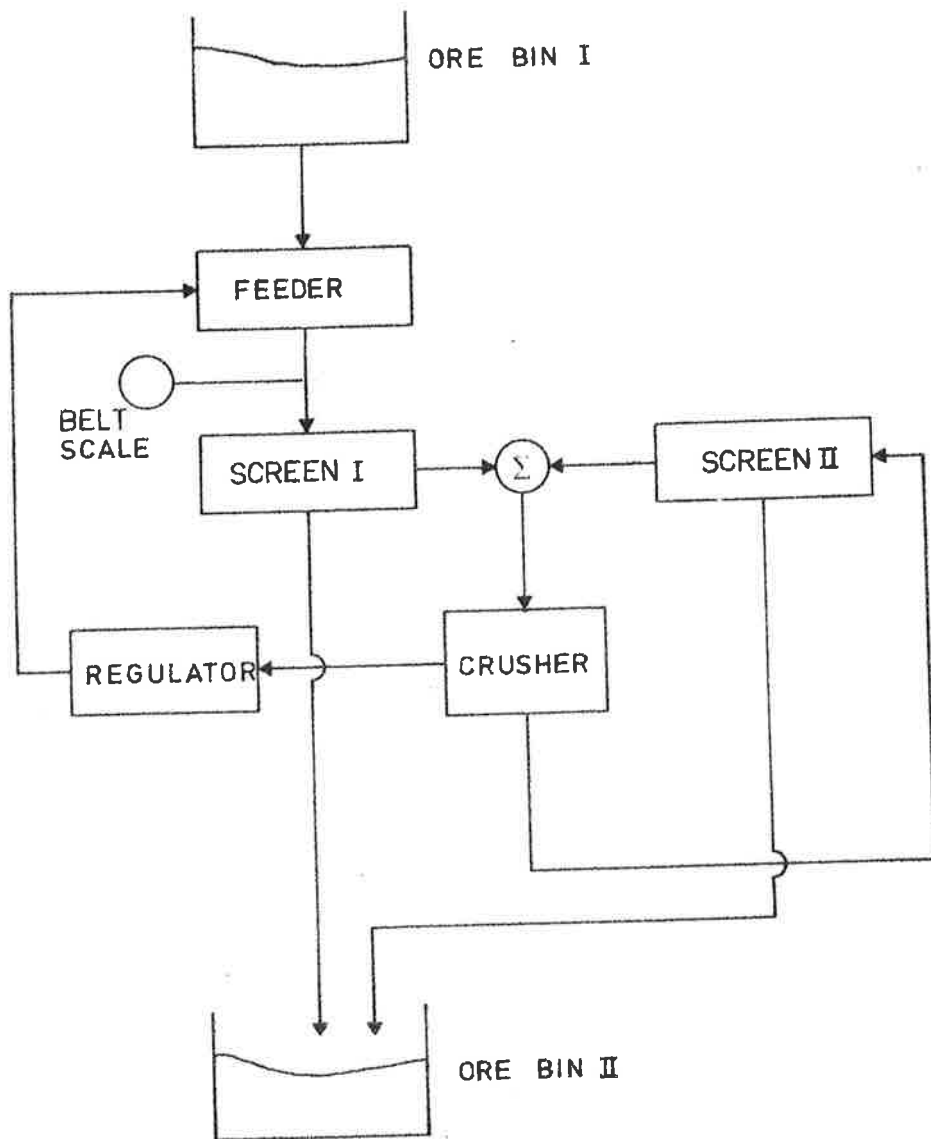 ORE BIN I
FEEDER
BELT
SCALE
SCREEN I
Σ
SCREEN II
REGULATOR
CRUSHER
ORE BIN II